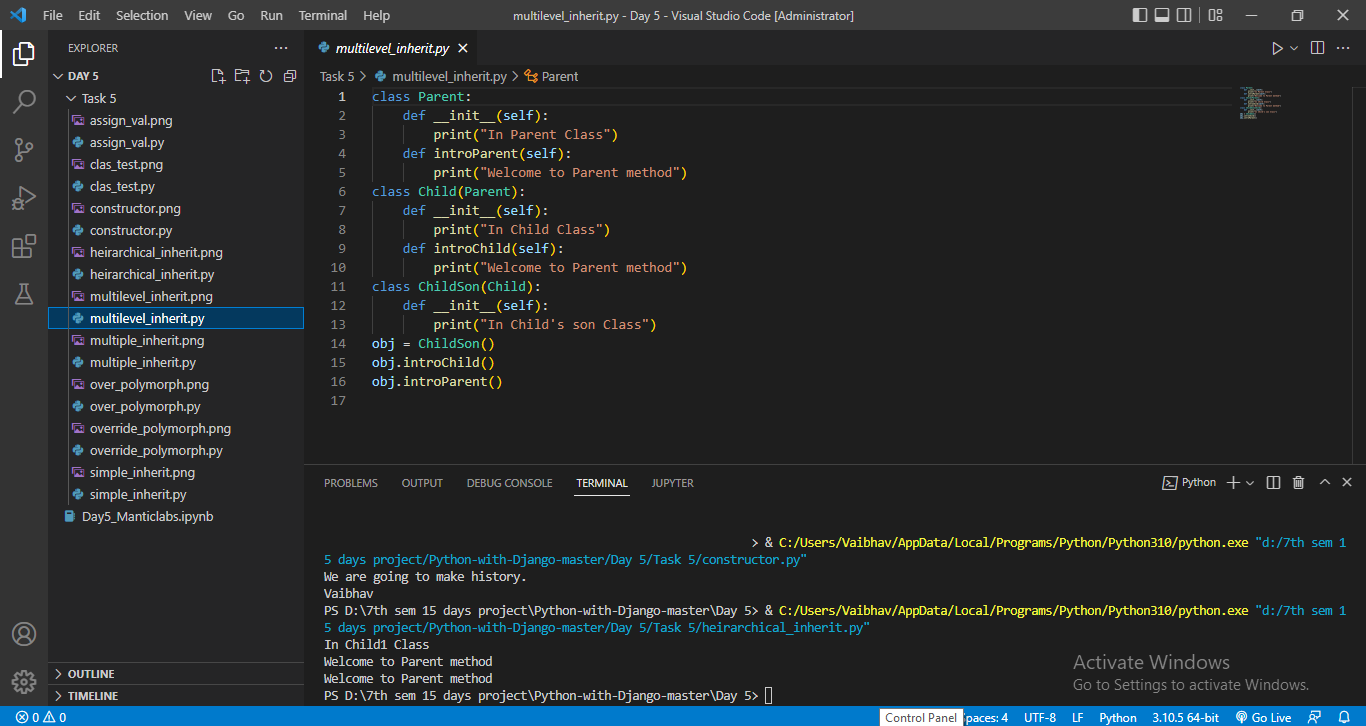 File Edit Selection View Go Run Terminal Help multilevel_inherit.py - Day 5 - Visual Studio Code [Administrator]
EXPLORER
DAY 5
Task 5
assign_val.png
assign_val.py
clas_test.png
clas_test.py
constructor.png
constructor.py
heirarchical_inherit.png
heirarchical_inherit.py
multilevel_inherit.png
multilevel_inherit.py
multiple_inherit.png
multiple_inherit.py
over_polymorph.png
over_polymorph.py
override_polymorph.png
override_polymorph.py
simple_inherit.png
simple_inherit.py
Day5_Manticlabs.ipynb
OUTLINE
TIMELINE
multilevel_inherit.py
Task 5 > multilevel_inherit.py > Parent
1 class Parent:
2     def __init__(self):
3         print("In Parent Class")
4     def introParent(self):
5         print("Welcome to Parent method")
6 class Child(Parent):
7     def __init__(self):
8         print("In Child Class")
9     def introChild(self):
10         print("Welcome to Parent method")
11 class ChildSon(Child):
12     def __init__(self):
13         print("In Child's son Class")
14 obj = ChildSon()
15 obj.introChild()
16 obj.introParent()
17
PROBLEMS OUTPUT DEBUG CONSOLE TERMINAL JUPYTER Python
> & C:/Users/Vaibhav/AppData/Local/Programs/Python/Python310/python.exe "d:/7th sem 1
5 days project/Python-with-Django-master/Day 5/Task 5/constructor.py"
We are going to make history.
Vaibhav
PS D:\7th sem 15 days project\Python-with-Django-master\Day 5> & C:/Users/Vaibhav/AppData/Local/Programs/Python/Python310/python.exe "d:/7th sem 1
5 days project/Python-with-Django-master/Day 5/Task 5/heirarchical_inherit.py"
In Child1 Class
Welcome to Parent method
Welcome to Parent method
PS D:\7th sem 15 days project\Python-with-Django-master\Day 5>
Activate Windows
Go to Settings to activate Windows.
0 0 Control Panel paces: 4 UTF-8 LF Python 3.10.5 64-bit Go Live